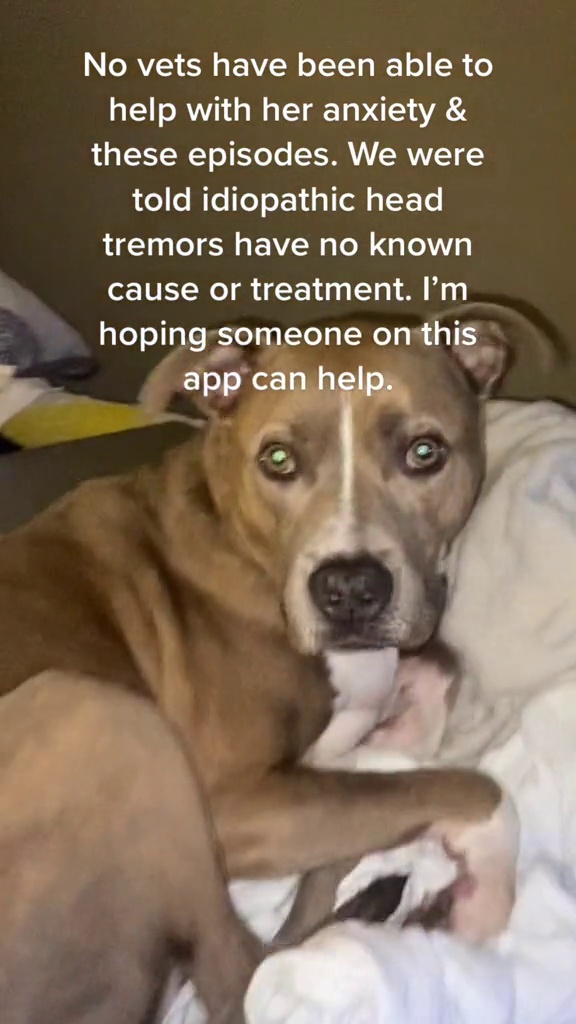 No vets have been able to
help with her anxiety &
these episodes. We were
told idiopathic head
tremors have no known
cause or treatment. I’m
hoping someone on this
app can help.